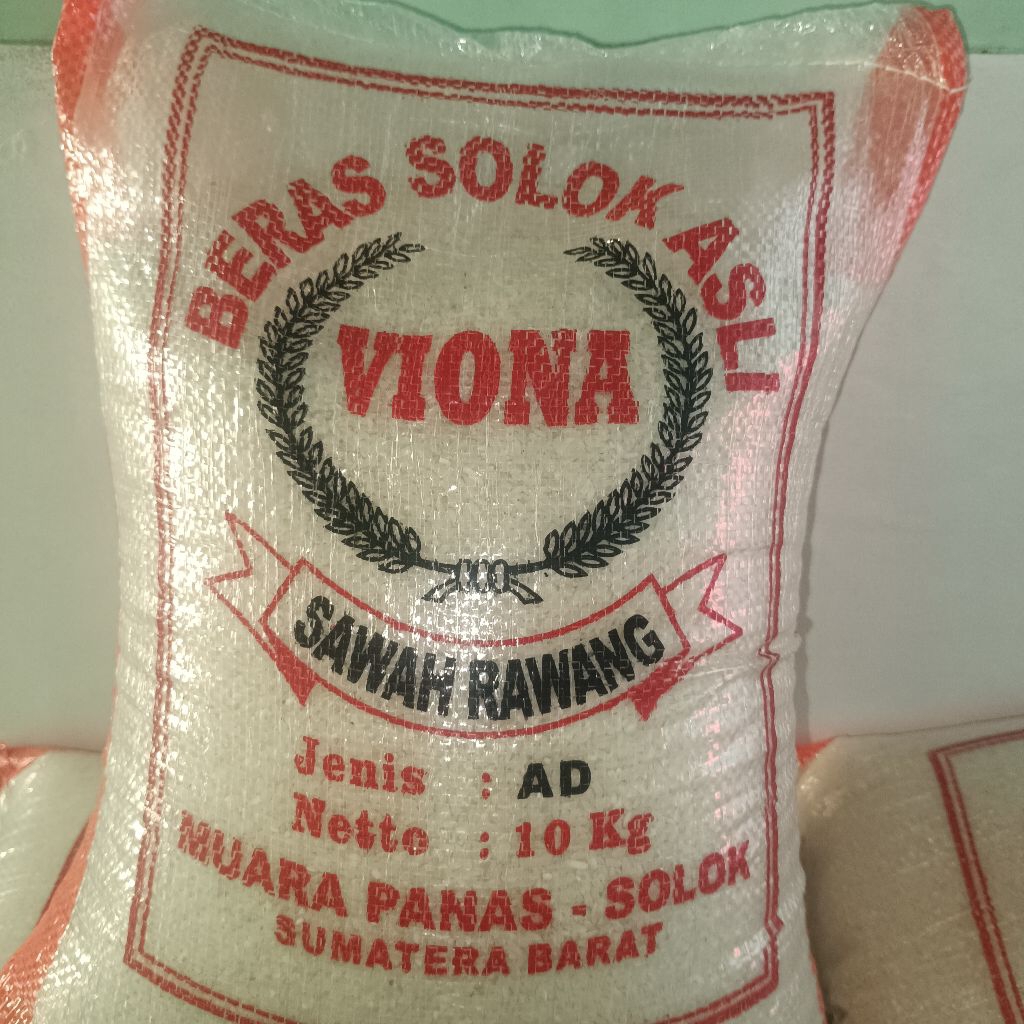 BERAS SOLOK ASLI
VIONA
SAWAH RAWANG
Jenis : AD
Netto : 10 Kg
MUARA PANAS - SOLOK
SUMATERA BARAT